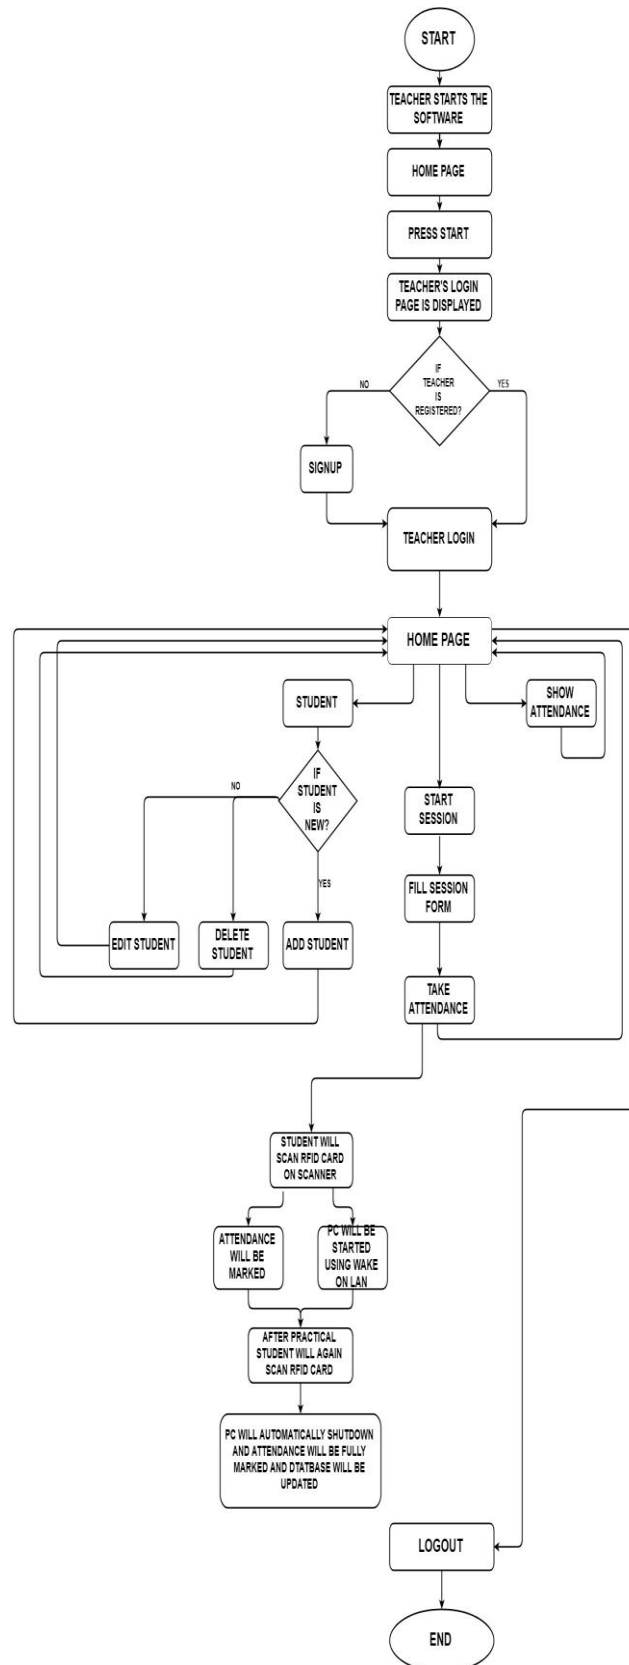 START
TEACHER STARTS THE
SOFTWARE
HOME PAGE
PRESS START
TEACHER'S LOGIN
PAGE IS DISPLAYED
IF
TEACHER
IS
REGISTERED?
NO
YES
SIGNUP
TEACHER LOGIN
HOME PAGE
STUDENT
SHOW
ATTENDANCE
IF
STUDENT
IS
NEW?
NO
YES
START
SESSION
FILL SESSION
FORM
EDIT STUDENT
DELETE
STUDENT
ADD STUDENT
TAKE
ATTENDANCE
STUDENT WILL
SCAN RFID CARD
ON SCANNER
ATTENDANCE
WILL BE
MARKED
PC WILL BE
STARTED
USING WAKE
ON LAN
AFTER PRACTICAL
STUDENT WILL AGAIN
SCAN RFID CARD
PC WILL AUTOMATICALLY SHUTDOWN
AND ATTENDANCE WILL BE FULLY
MARKED AND DTATBASE WILL BE
UPDATED
LOGOUT
END